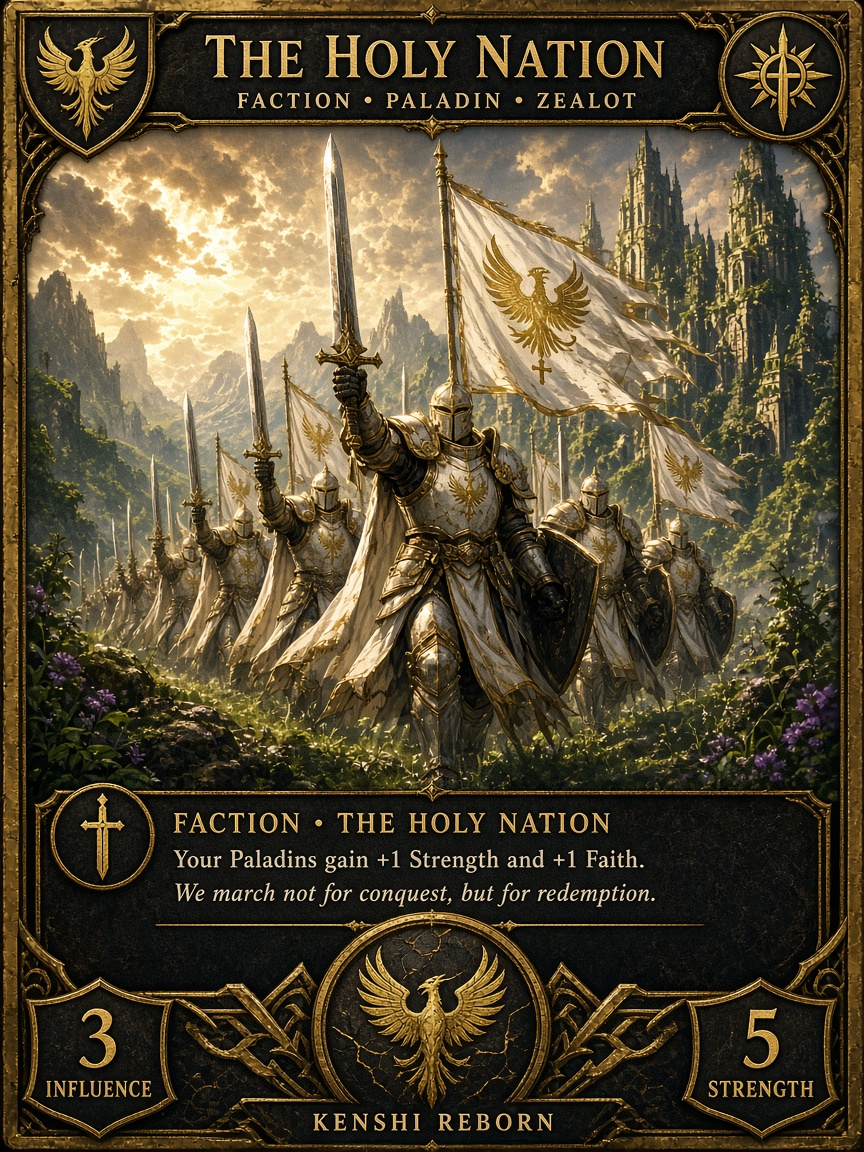 THE HOLY NATION
FACTION • PALADIN • ZEALOT
FACTION • THE HOLY NATION
Your Paladins gain +1 Strength and +1 Faith.
We march not for conquest, but for redemption.
3
INFLUENCE
5
STRENGTH
KENSHI REBORN